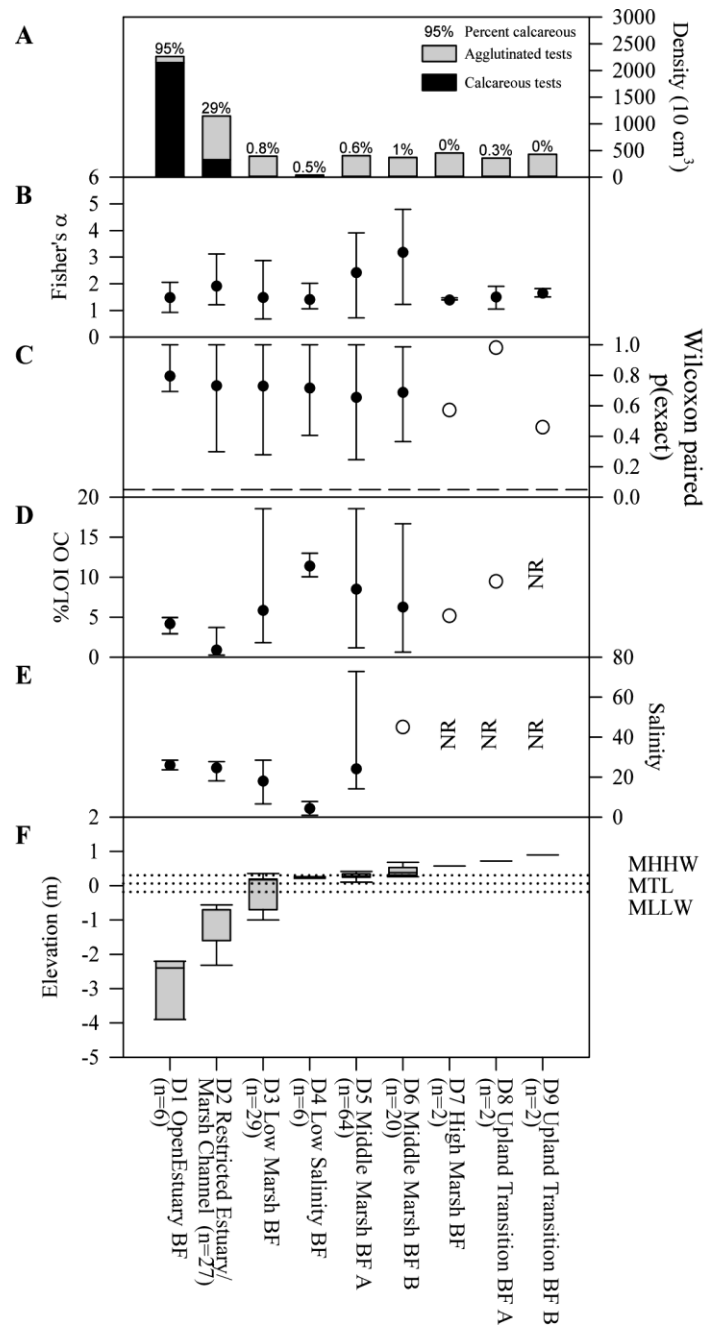 A
95%
29%
0.8%
0.5%
0.6%
1%
0%
0.3%
0%
95% Percent calcareous
Agglutinated tests
Calcareous tests
3000
2500
2000
1500
1000
500
0
Density (10 cm³)
B
6
5
4
3
2
1
0
Fisher's α
C
1.0
0.8
0.6
0.4
0.2
0.0
Wilcoxon paired
p(exact)
D
20
15
10
5
0
%LOI OC
NR
E
80
60
40
20
0
Salinity
NR
NR
NR
F
2
1
0
-1
-2
-3
-4
-5
Elevation (m)
MHHW
MTL
MLLW
D1 OpenEstuary BF
(n=6)
D2 Restricted Estuary/
Marsh Channel (n=27)
D3 Low Marsh BF
(n=29)
D4 Low Salinity BF
(n=6)
D5 Middle Marsh BF A
(n=64)
D6 Middle Marsh BF B
(n=20)
D7 High Marsh BF
(n=2)
D8 Upland Transition BF A
(n=2)
D9 Upland Transition BF B
(n=2)